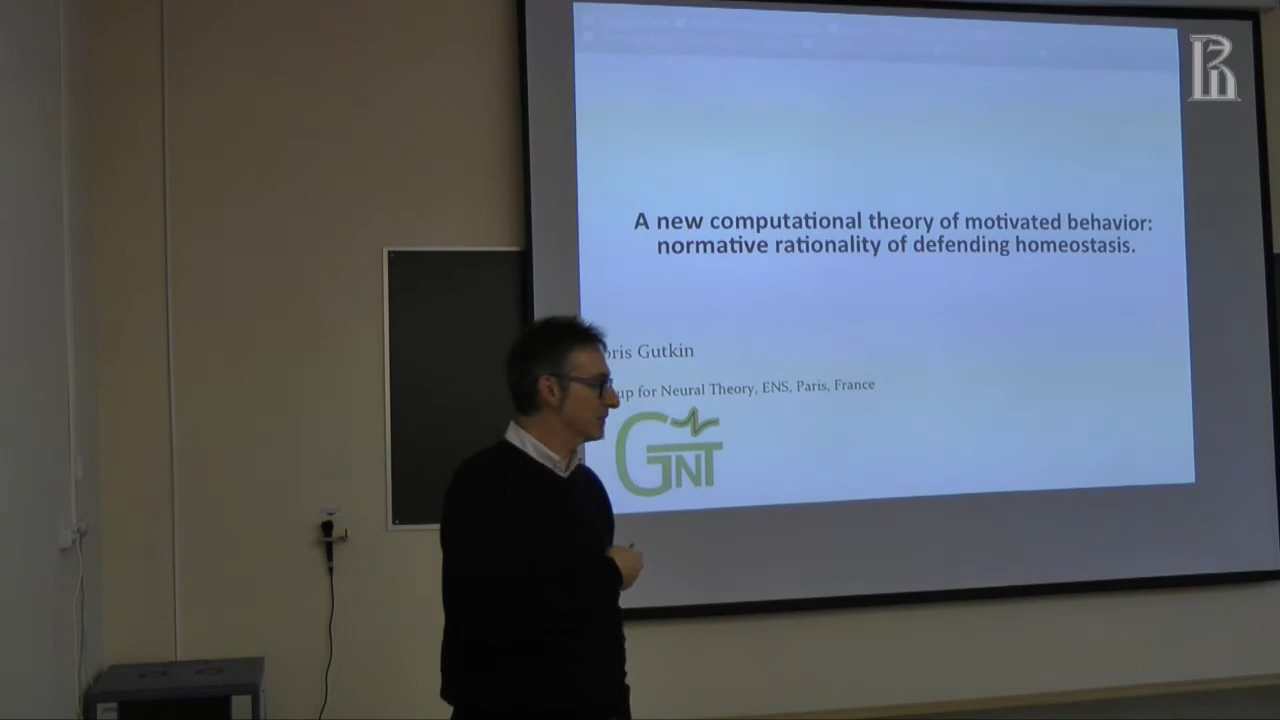 A new computational theory of motivated behavior:
normative rationality of defending homeostasis.
oris Gutkin
up for Neural Theory, ENS, Paris, France
GNT